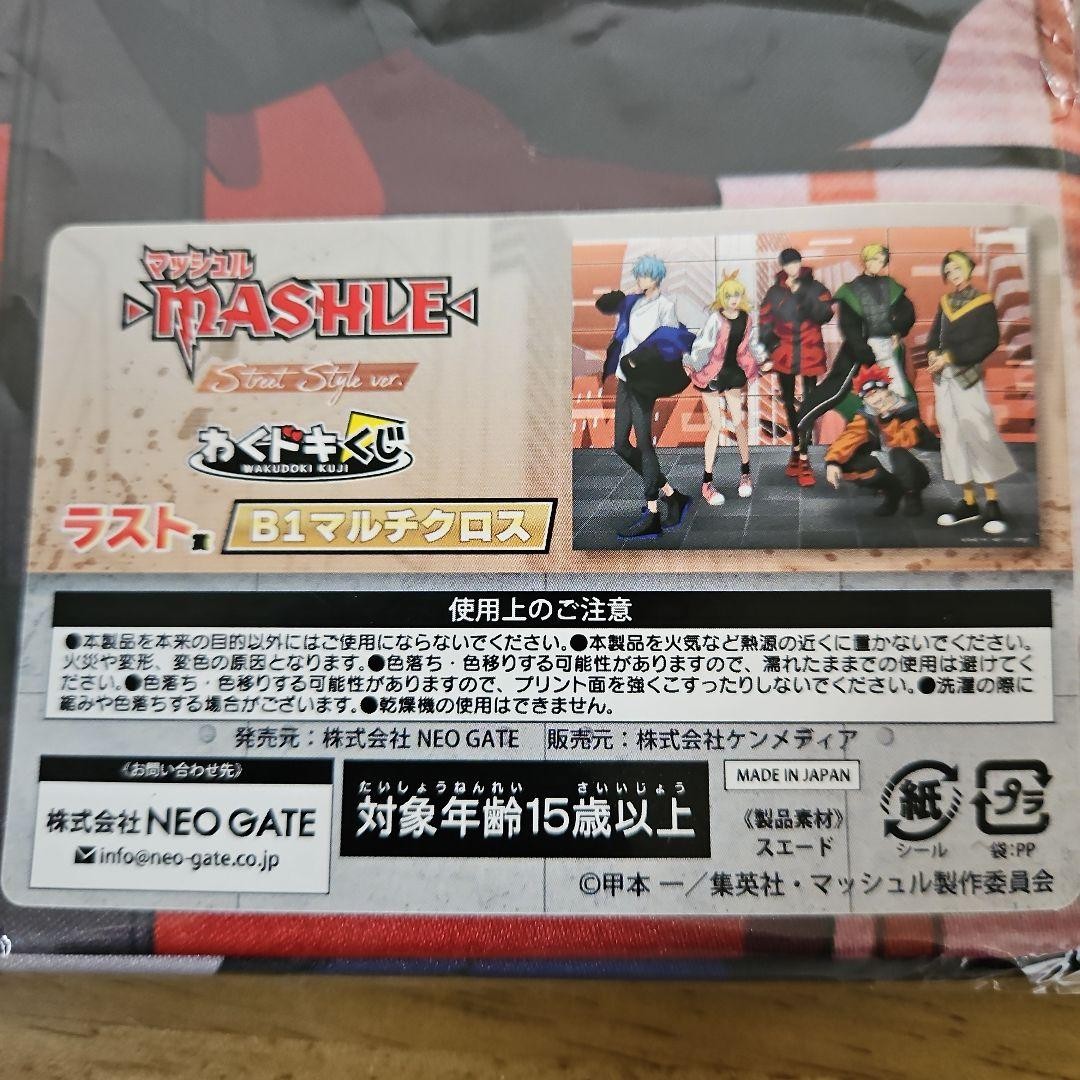 マッシュル
MASHLE
Street Style ver.
わくドキくじ
WAKUDOKI KUJI
ラスト賞 B1マルチクロス
使用上のご注意
●本製品を本来の目的以外にはご使用にならないでください。●本製品を火気など熱源の近くに置かないでください。
火災や変形、変色の原因となります。●色落ち・色移りする可能性がありますので、濡れたままでの使用は避けてく
ださい。●色落ち・色移りする可能性がありますので、プリント面を強くこすったりしないでください。●洗濯の際に
縮みや色落ちする場合がございます。●乾燥機の使用はできません。
発売元：株式会社 NEO GATE 販売元：株式会社ケンメディア
《お問い合わせ先》
株式会社 NEO GATE
info@neo-gate.co.jp
たいしょうねんれい さいいじょう
対象年齢15歳以上
MADE IN JAPAN
《製品素材》
スエード
紙
シール
プラ
袋:PP
©甲本 一／集英社・マッシュル製作委員会